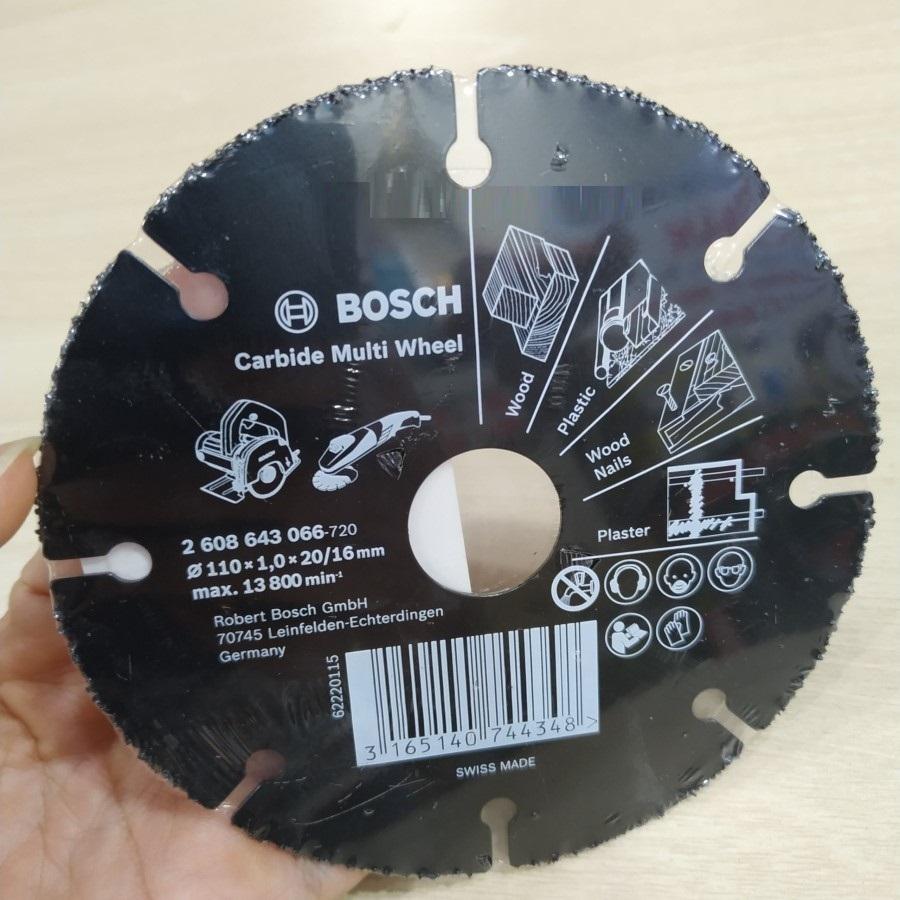 BOSCH
Carbide Multi Wheel
Wood
Plastic
Wood
Nails
Plaster
2 608 643 066-720
Ø 110 × 1,0 × 20/16 mm
max. 13 800 min⁻¹
Robert Bosch GmbH
70745 Leinfelden-Echterdingen
Germany
62220115
3 165140 744348 >
SWISS MADE